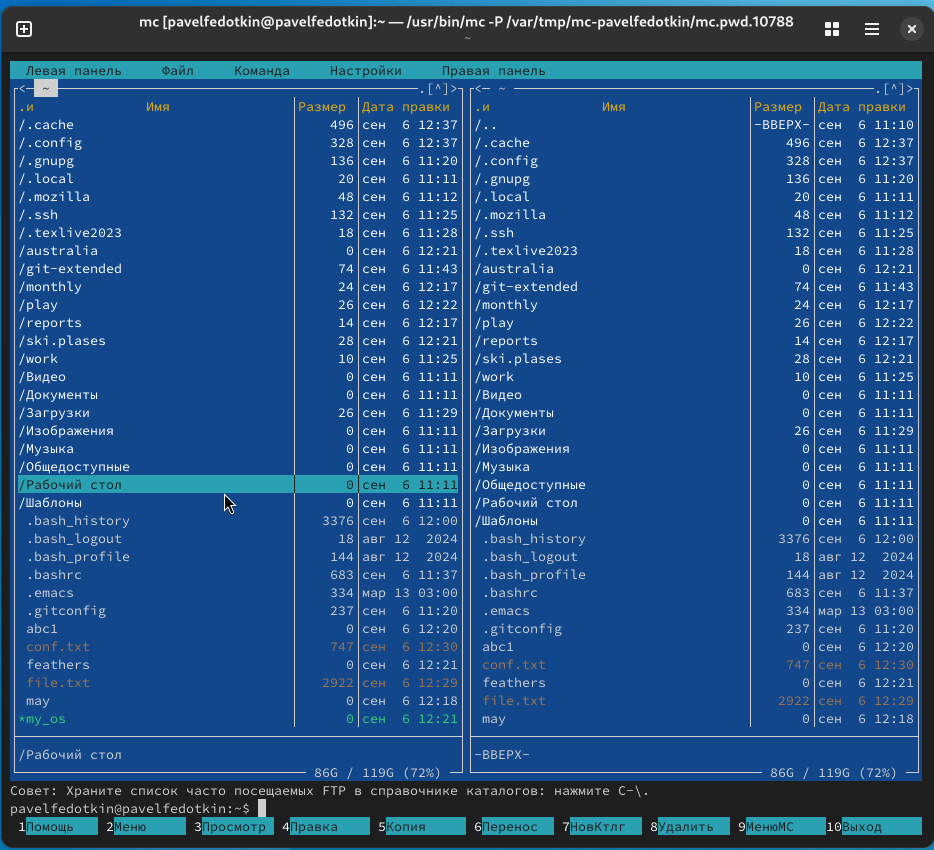 mc [pavelfedotkin@pavelfedotkin]:~ — /usr/bin/mc -P /var/tmp/mc-pavelfedotkin/mc.pwd.10788
~
Левая панель Файл Команда Настройки Правая панель
<─ ~ .[^]>
.и Имя Размер Дата правки
/.cache 496 сен 6 12:37
/.config 328 сен 6 12:37
/.gnupg 136 сен 6 11:20
/.local 20 сен 6 11:11
/.mozilla 48 сен 6 11:12
/.ssh 132 сен 6 11:25
/.texlive2023 18 сен 6 11:28
/australia 0 сен 6 12:21
/git-extended 74 сен 6 11:43
/monthly 24 сен 6 12:17
/play 26 сен 6 12:22
/reports 14 сен 6 12:17
/ski.plases 28 сен 6 12:21
/work 10 сен 6 11:25
/Видео 0 сен 6 11:11
/Документы 0 сен 6 11:11
/Загрузки 26 сен 6 11:29
/Изображения 0 сен 6 11:11
/Музыка 0 сен 6 11:11
/Общедоступные 0 сен 6 11:11
/Рабочий стол 0 сен 6 11:11
/Шаблоны 0 сен 6 11:11
.bash_history 3376 сен 6 12:00
.bash_logout 18 авг 12 2024
.bash_profile 144 авг 12 2024
.bashrc 683 сен 6 11:37
.emacs 334 мар 13 03:00
.gitconfig 237 сен 6 11:20
abc1 0 сен 6 12:20
conf.txt 747 сен 6 12:30
feathers 0 сен 6 12:21
file.txt 2922 сен 6 12:29
may 0 сен 6 12:18
*my_os 0 сен 6 12:21
/Рабочий стол
86G / 119G (72%)
<─ ~ .[^]>
.и Имя Размер Дата правки
/.. -ВВЕРХ- сен 6 11:10
/.cache 496 сен 6 12:37
/.config 328 сен 6 12:37
/.gnupg 136 сен 6 11:20
/.local 20 сен 6 11:11
/.mozilla 48 сен 6 11:12
/.ssh 132 сен 6 11:25
/.texlive2023 18 сен 6 11:28
/australia 0 сен 6 12:21
/git-extended 74 сен 6 11:43
/monthly 24 сен 6 12:17
/play 26 сен 6 12:22
/reports 14 сен 6 12:17
/ski.plases 28 сен 6 12:21
/work 10 сен 6 11:25
/Видео 0 сен 6 11:11
/Документы 0 сен 6 11:11
/Загрузки 26 сен 6 11:29
/Изображения 0 сен 6 11:11
/Музыка 0 сен 6 11:11
/Общедоступные 0 сен 6 11:11
/Рабочий стол 0 сен 6 11:11
/Шаблоны 0 сен 6 11:11
.bash_history 3376 сен 6 12:00
.bash_logout 18 авг 12 2024
.bash_profile 144 авг 12 2024
.bashrc 683 сен 6 11:37
.emacs 334 мар 13 03:00
.gitconfig 237 сен 6 11:20
abc1 0 сен 6 12:20
conf.txt 747 сен 6 12:30
feathers 0 сен 6 12:21
file.txt 2922 сен 6 12:29
may 0 сен 6 12:18
-ВВЕРХ-
86G / 119G (72%)
Совет: Храните список часто посещаемых FTP в справочнике каталогов: нажмите C-\.
pavelfedotkin@pavelfedotkin:~$
1Помощь 2Меню 3Просмотр 4Правка 5Копия 6Перенос 7НовКтлг 8Удалить 9МенюMC 10Выход